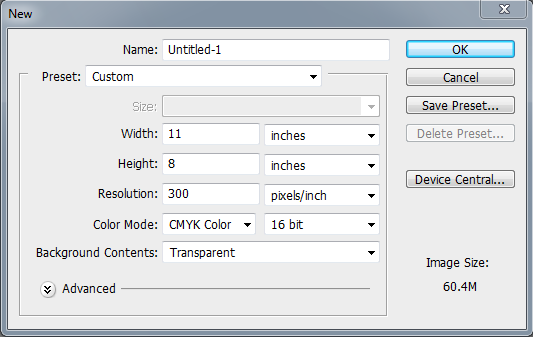 New
Name: Untitled-1
OK
Preset: Custom
Cancel
Size:
Save Preset...
Width: 11 inches
Delete Preset...
Height: 8 inches
Device Central...
Resolution: 300 pixels/inch
Color Mode: CMYK Color 16 bit
Background Contents: Transparent
Image Size:
60.4M
Advanced